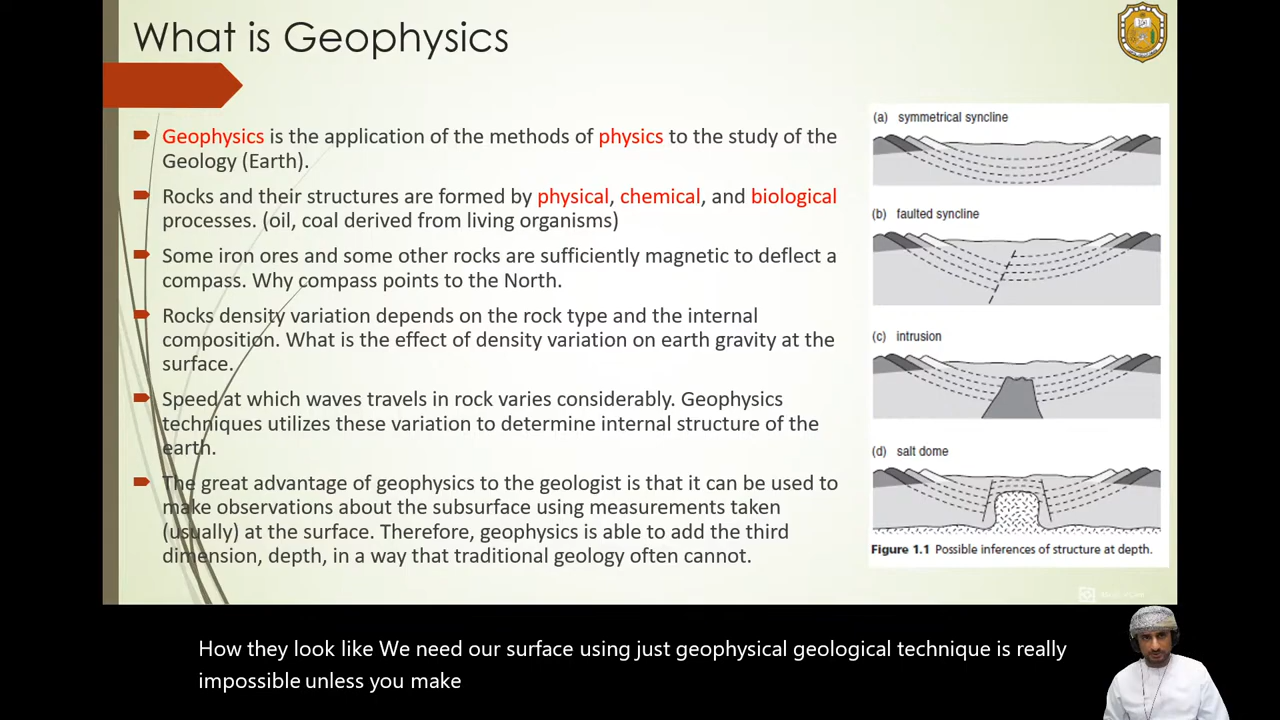 What is Geophysics
Geophysics is the application of the methods of physics to the study of the
Geology (Earth).
Rocks and their structures are formed by physical, chemical, and biological
processes. (oil, coal derived from living organisms)
Some iron ores and some other rocks are sufficiently magnetic to deflect a
compass. Why compass points to the North.
Rocks density variation depends on the rock type and the internal
composition. What is the effect of density variation on earth gravity at the
surface.
Speed at which waves travels in rock varies considerably. Geophysics
techniques utilizes these variation to determine internal structure of the
earth.
The great advantage of geophysics to the geologist is that it can be used to
make observations about the subsurface using measurements taken
(usually) at the surface. Therefore, geophysics is able to add the third
dimension, depth, in a way that traditional geology often cannot.
(a) symmetrical syncline
(b) faulted syncline
(c) intrusion
(d) salt dome
Figure 1.1 Possible inferences of structure at depth.
How they look like We need our surface using just geophysical geological technique is really
impossible unless you make